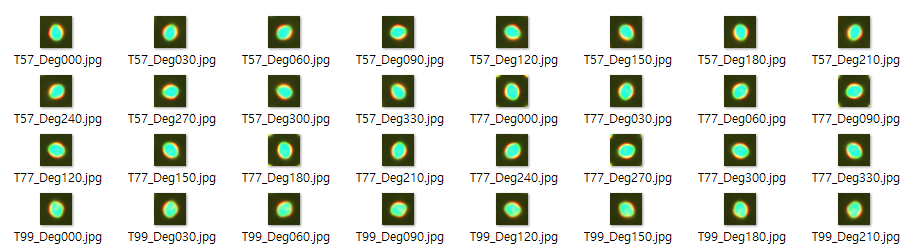 T57_Deg000.jpg T57_Deg030.jpg T57_Deg060.jpg T57_Deg090.jpg T57_Deg120.jpg T57_Deg150.jpg T57_Deg180.jpg T57_Deg210.jpg
T57_Deg240.jpg T57_Deg270.jpg T57_Deg300.jpg T57_Deg330.jpg T77_Deg000.jpg T77_Deg030.jpg T77_Deg060.jpg T77_Deg090.jpg
T77_Deg120.jpg T77_Deg150.jpg T77_Deg180.jpg T77_Deg210.jpg T77_Deg240.jpg T77_Deg270.jpg T77_Deg300.jpg T77_Deg330.jpg
T99_Deg000.jpg T99_Deg030.jpg T99_Deg060.jpg T99_Deg090.jpg T99_Deg120.jpg T99_Deg150.jpg T99_Deg180.jpg T99_Deg210.jpg